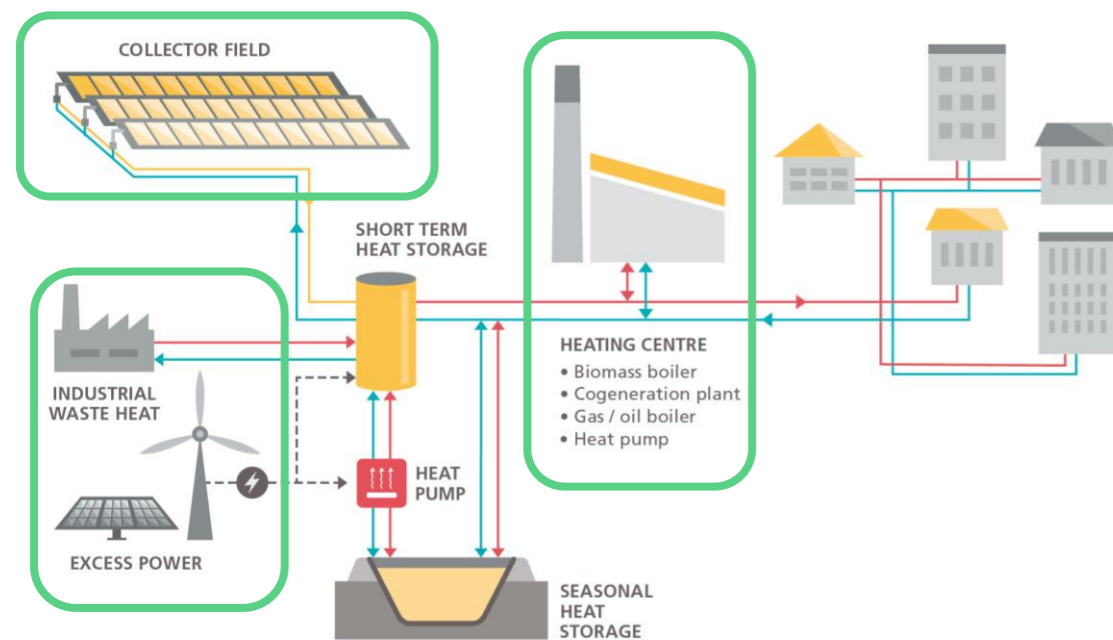 COLLECTOR FIELD
SHORT TERM
HEAT STORAGE
INDUSTRIAL
WASTE HEAT
HEATING CENTRE
• Biomass boiler
• Cogeneration plant
• Gas / oil boiler
• Heat pump
HEAT
PUMP
EXCESS POWER
SEASONAL
HEAT
STORAGE